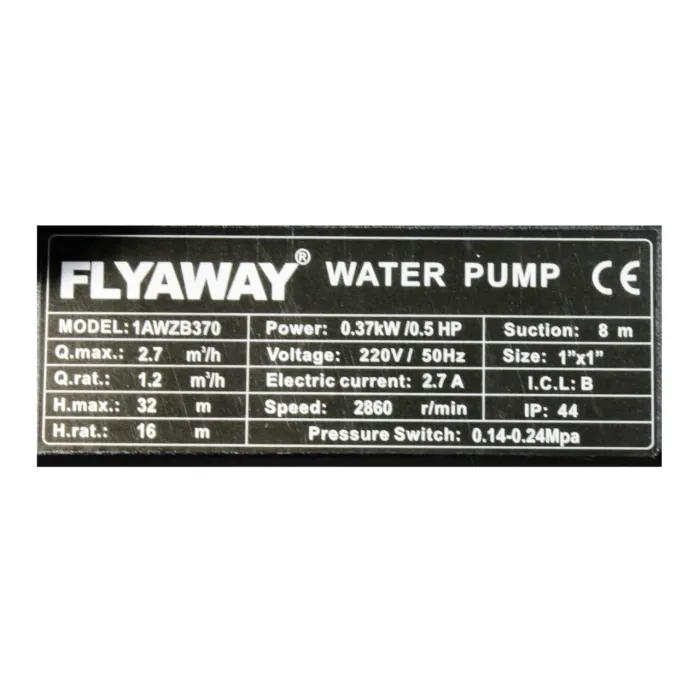 FLYAWAY® WATER PUMP CE
MODEL: 1AWZB370 Power: 0.37kW /0.5 HP Suction: 8 m
Q.max.: 2.7 m³/h Voltage: 220V / 50Hz Size: 1"x1"
Q.rat.: 1.2 m³/h Electric current: 2.7 A I.C.L: B
H.max.: 32 m Speed: 2860 r/min IP: 44
H.rat.: 16 m Pressure Switch: 0.14-0.24Mpa